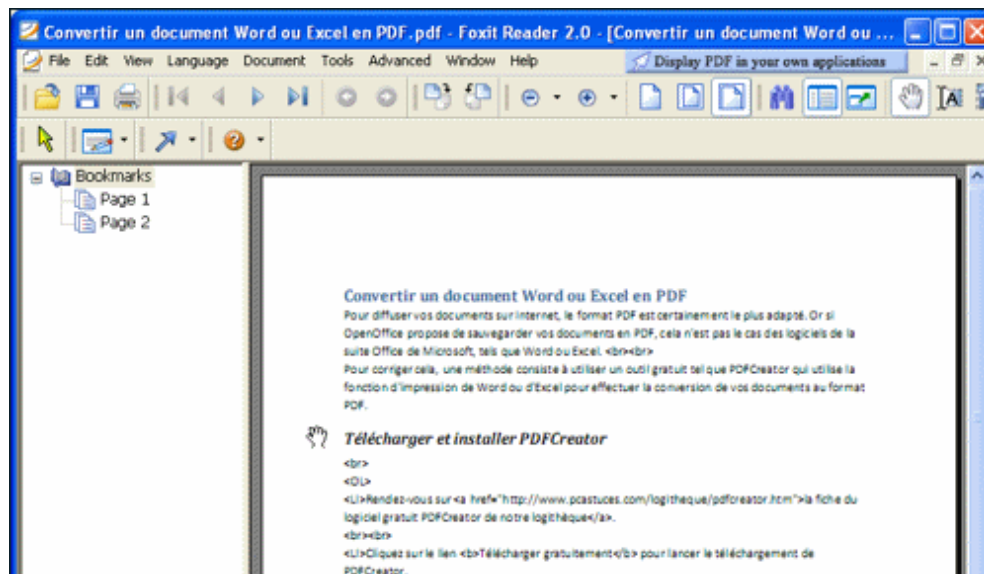 Convertir un document Word ou Excel en PDF.pdf - Foxit Reader 2.0 - [Convertir un document Word ou ...
File Edit View Language Document Tools Advanced Window Help Display PDF in your own applications
Bookmarks
Page 1
Page 2
Convertir un document Word ou Excel en PDF
Pour diffuser vos documents sur Internet, le format PDF est certainement le plus adapté. Or si
OpenOffice propose de sauvegarder vos documents en PDF, cela n'est pas le cas des logiciels de la
suite Office de Microsoft, tels que Word ou Excel. <br><br>
Pour corriger cela, une méthode consiste à utiliser un outil gratuit tel que PDFCreator qui utilise la
fonction d'impression de Word ou d'Excel pour effectuer la conversion de vos documents au format
PDF.
Télécharger et installer PDFCreator
<br>
<OL>
<LI>Rendez-vous sur <a href="http://www.pcastuces.com/logitheque/pdfcreator.htm">la fiche du
logiciel gratuit PDFCreator de notre logithèque</a>.
<br><br>
<LI>Cliquez sur le lien <b>Télécharger gratuitement</b> pour lancer le téléchargement de
PDFCreator.